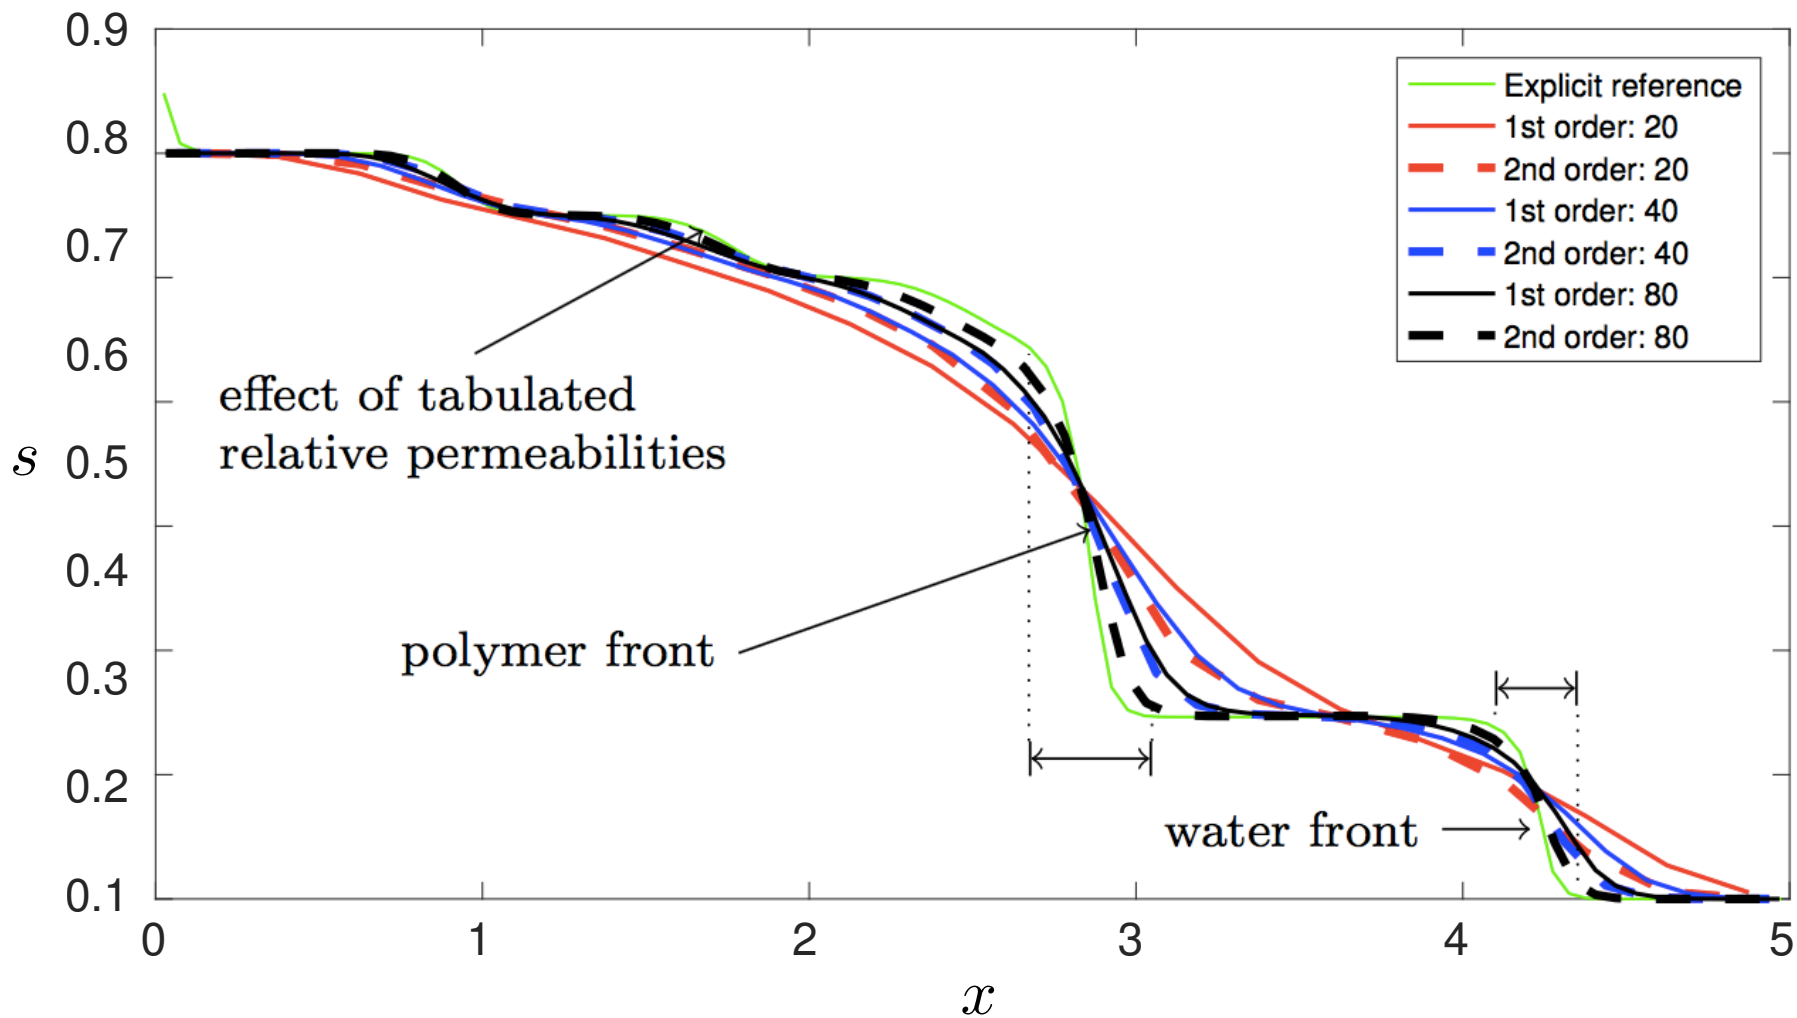 0.9
0.8
0.7
0.6
0.5
0.4
0.3
0.2
0.1
s
Explicit reference
1st order: 20
2nd order: 20
1st order: 40
2nd order: 40
1st order: 80
2nd order: 80
effect of tabulated
relative permeabilities
polymer front
water front
0 1 2 3 4 5
x